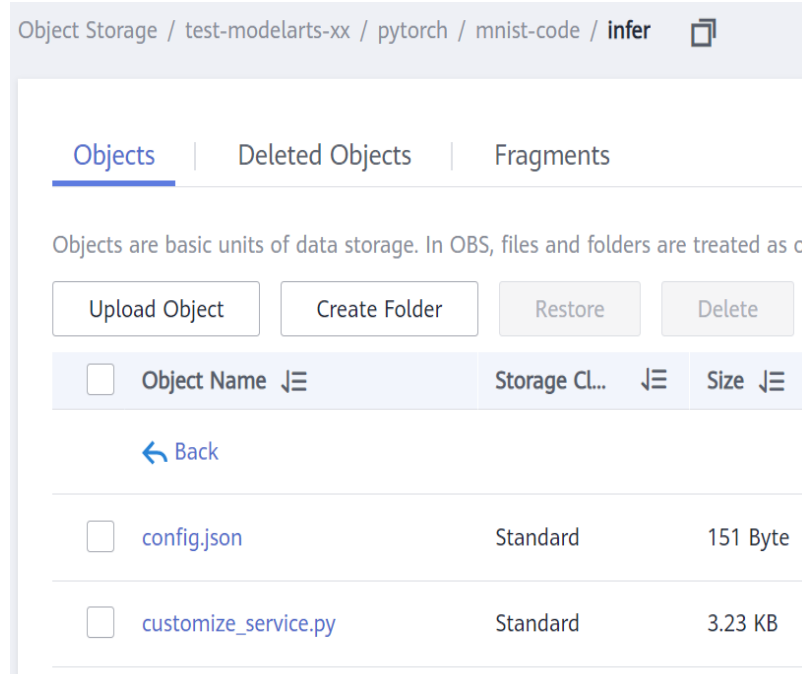 Object Storage / test-modelarts-xx / pytorch / mnist-code / infer
Objects Deleted Objects Fragments
Objects are basic units of data storage. In OBS, files and folders are treated as
Upload Object Create Folder Restore Delete
Object Name Storage Cl... Size
Back
config.json Standard 151 Byte
customize_service.py Standard 3.23 KB